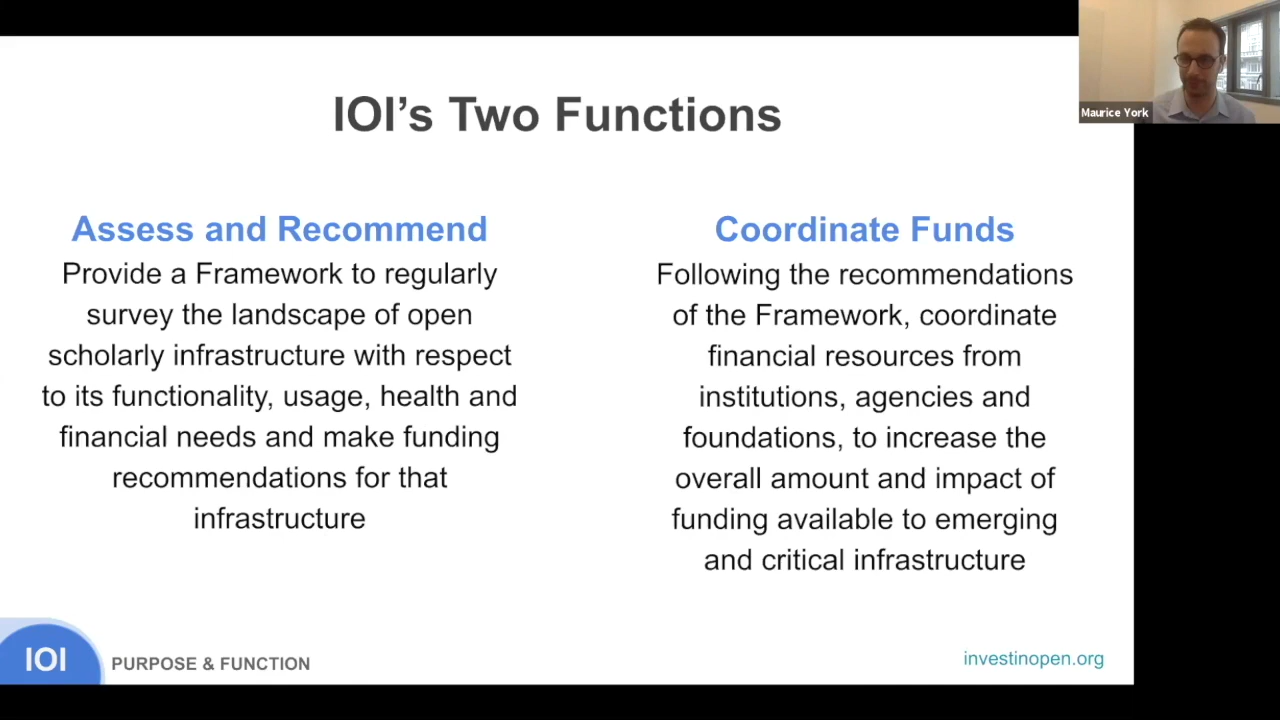 Maurice York
IOI’s Two Functions
Assess and Recommend
Provide a Framework to regularly
survey the landscape of open
scholarly infrastructure with respect
to its functionality, usage, health and
financial needs and make funding
recommendations for that
infrastructure
Coordinate Funds
Following the recommendations
of the Framework, coordinate
financial resources from
institutions, agencies and
foundations, to increase the
overall amount and impact of
funding available to emerging
and critical infrastructure
IOI
PURPOSE & FUNCTION
investinopen.org